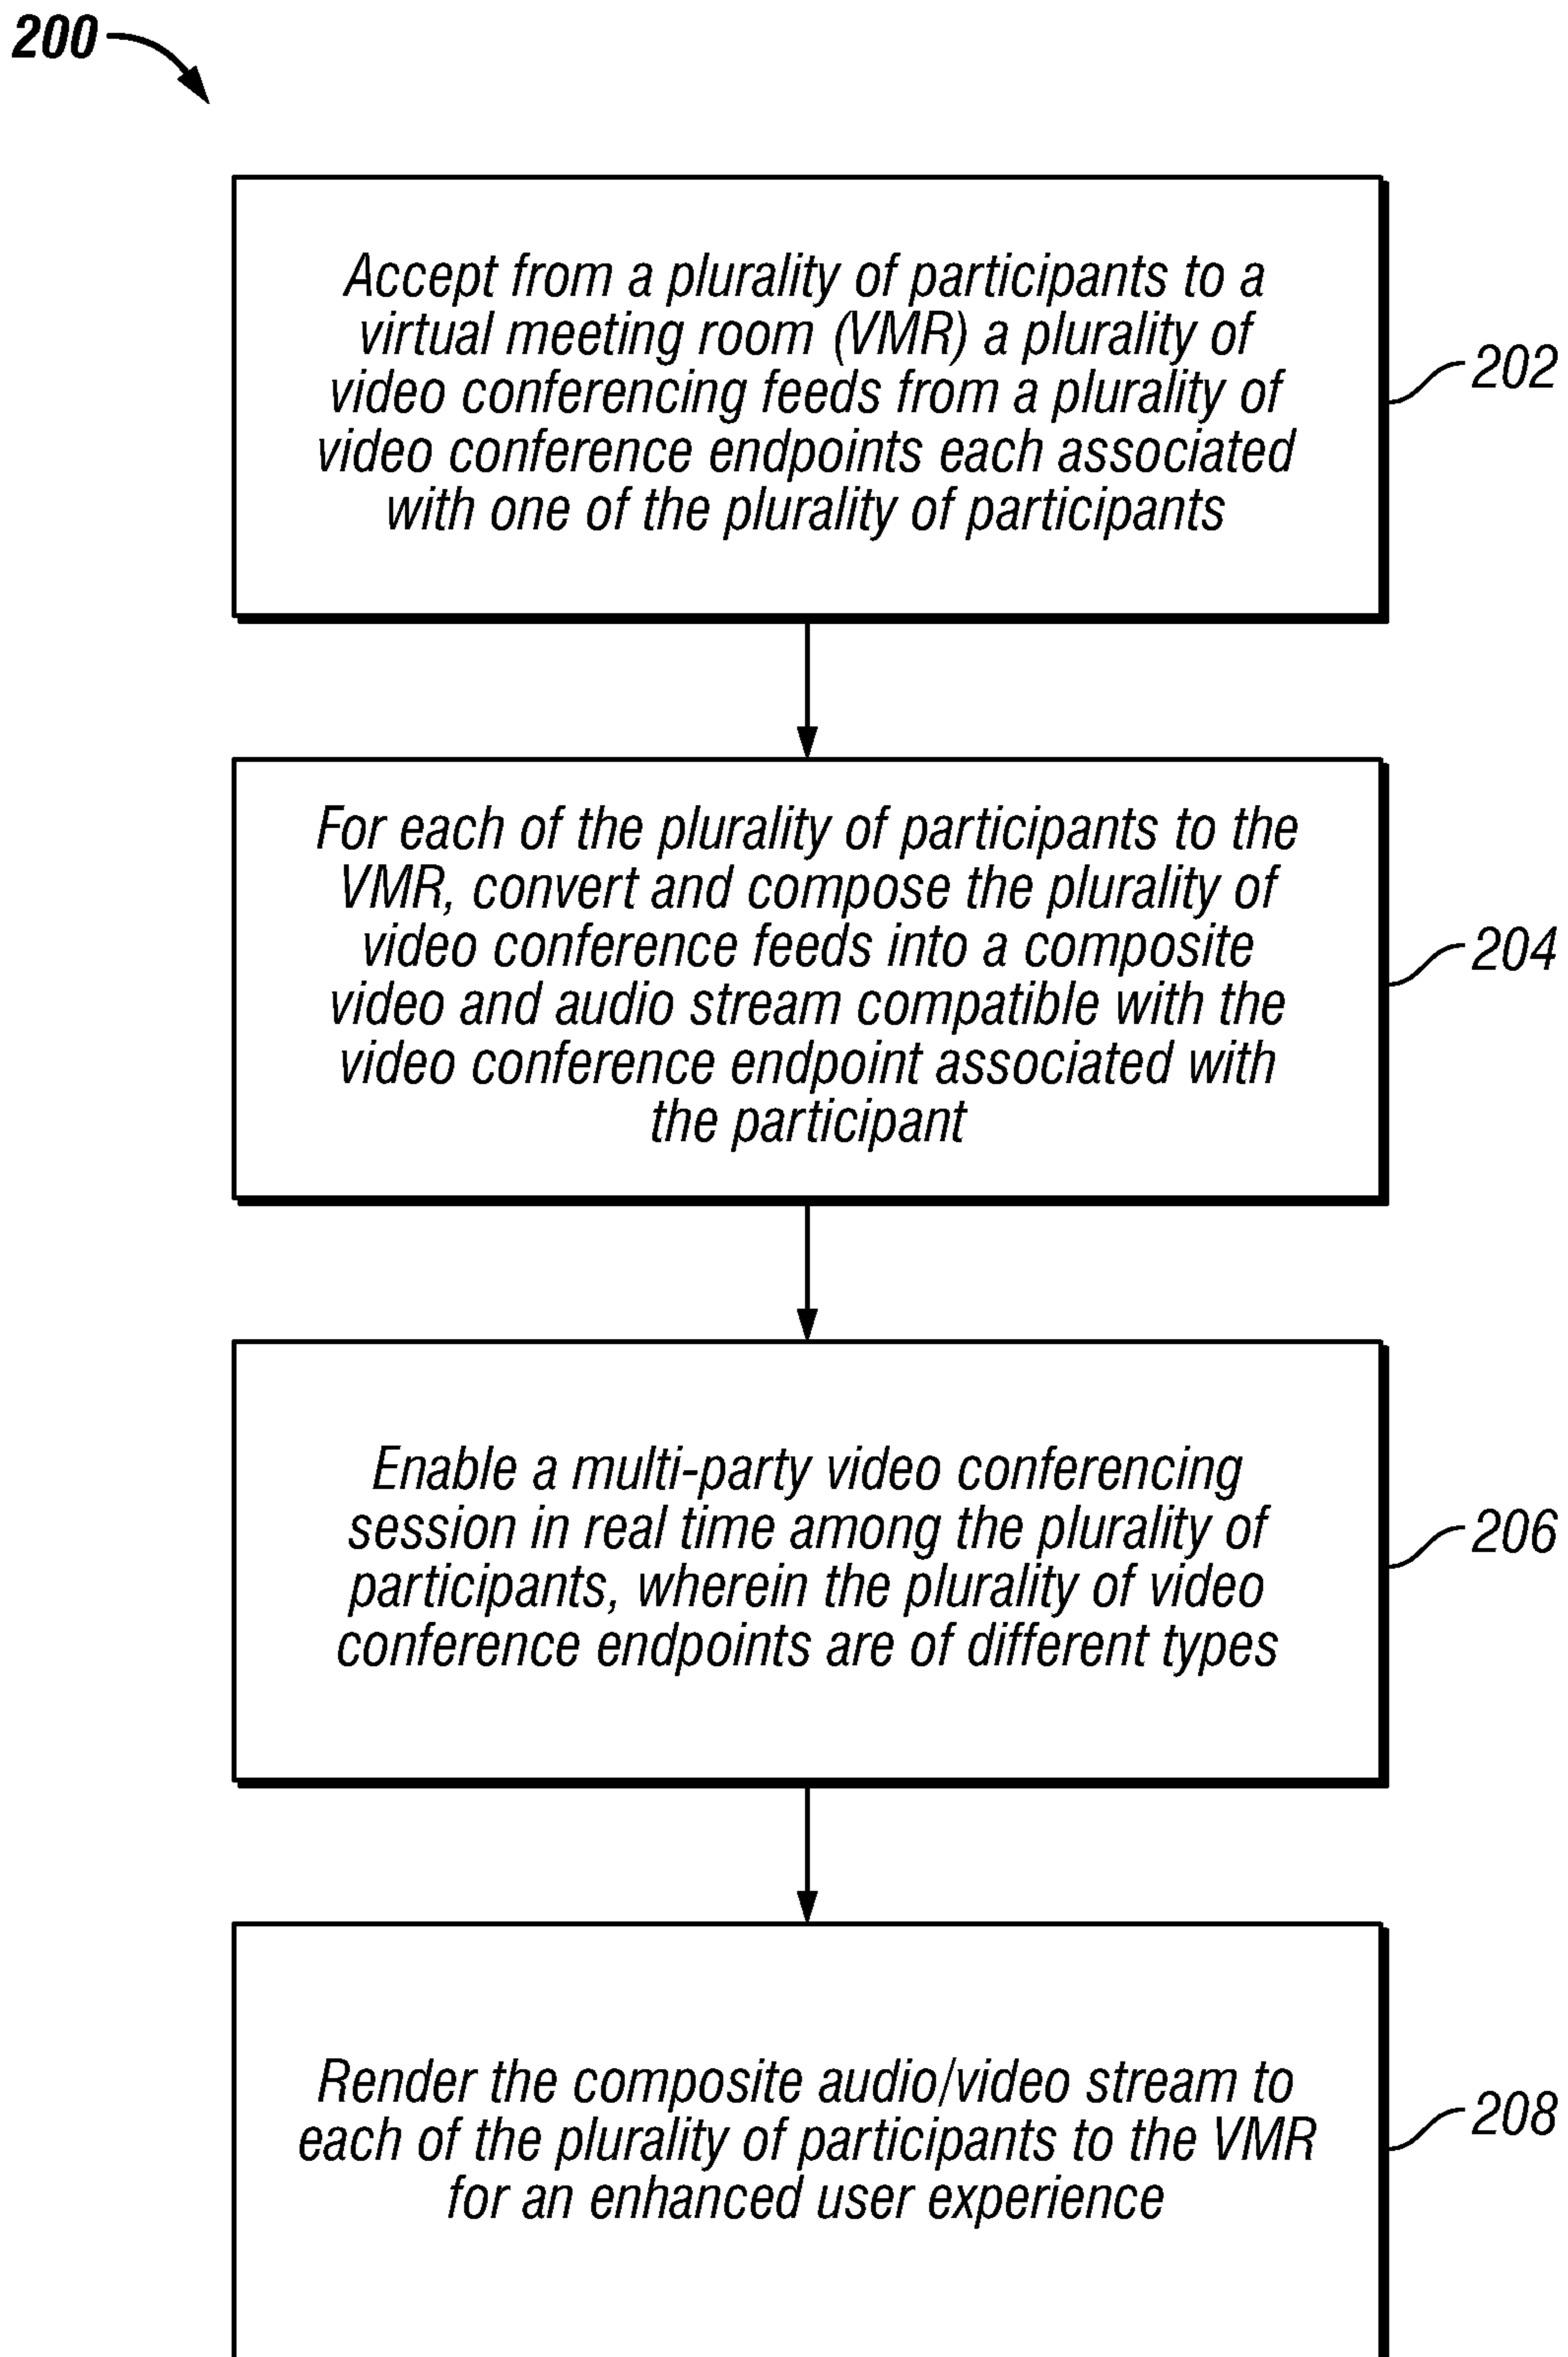 200
Accept from a plurality of participants to a
virtual meeting room (VMR) a plurality of
video conferencing feeds from a plurality of
video conference endpoints each associated
with one of the plurality of participants
202
For each of the plurality of participants to the
VMR, convert and compose the plurality of
video conference feeds into a composite
video and audio stream compatible with the
video conference endpoint associated with
the participant
204
Enable a multi-party video conferencing
session in real time among the plurality of
participants, wherein the plurality of video
conference endpoints are of different types
206
Render the composite audio/video stream to
each of the plurality of participants to the VMR
for an enhanced user experience
208